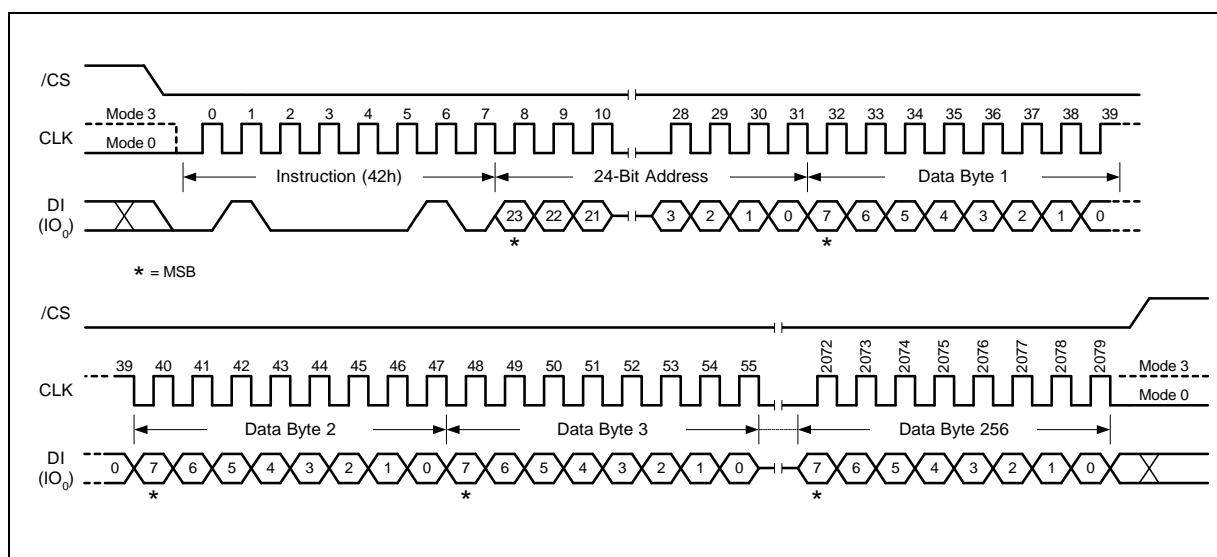 /CS
Mode 3 0 1 2 3 4 5 6 7 8 9 10 28 29 30 31 32 33 34 35 36 37 38 39
CLK Mode 0
Instruction (42h) 24-Bit Address Data Byte 1
DI
(IO0) 23 22 21 3 2 1 0 7 6 5 4 3 2 1 0
* *
* = MSB
/CS
39 40 41 42 43 44 45 46 47 48 49 50 51 52 53 54 55 2072 2073 2074 2075 2076 2077 2078 2079 Mode 3
CLK Mode 0
Data Byte 2 Data Byte 3 Data Byte 256
DI
(IO0) 0 7 6 5 4 3 2 1 0 7 6 5 4 3 2 1 0 7 6 5 4 3 2 1 0
* * *